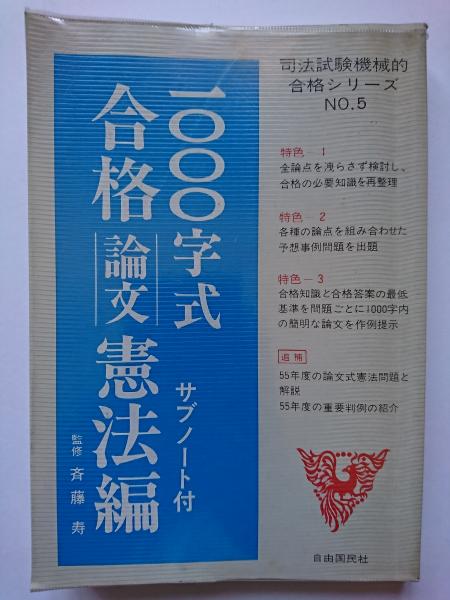 一〇〇〇字式
合格論文憲法編
サブノート付
監修 斉藤寿
司法試験機械的
合格シリーズ
NO.5
特色－1
全論点を洩らさず検討し、
合格の必要知識を再整理
特色－2
各種の論点を組み合わせた
予想事例問題を出題
特色－3
合格知識と合格答案の最低
基準を問題ごとに1000字内
の簡明な論文を作例提示
追補
55年度の論文式憲法問題と
解説
55年度の重要判例の紹介
自由国民社